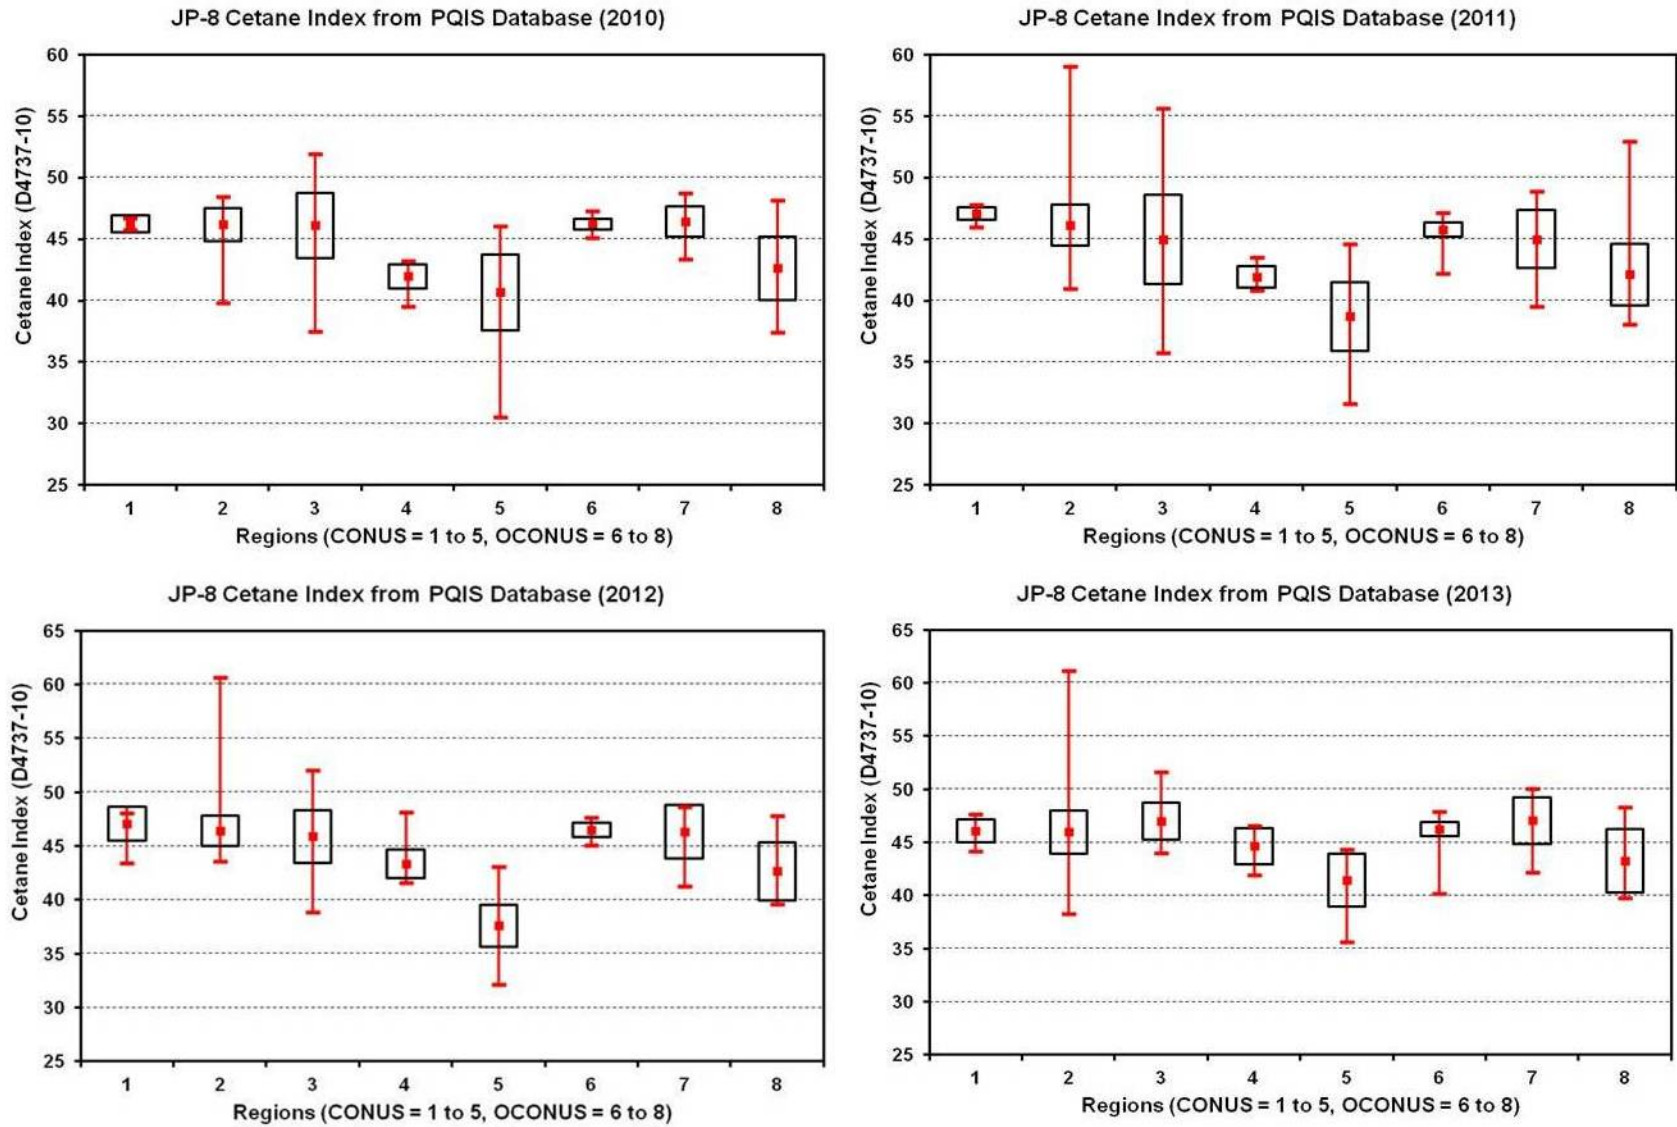 JP-8 Cetane Index from PQIS Database (2010)
60
55
50
45
40
35
30
25
Cetane Index (D4737-10)
1 2 3 4 5 6 7 8
Regions (CONUS = 1 to 5, OCONUS = 6 to 8)
JP-8 Cetane Index from PQIS Database (2011)
60
55
50
45
40
35
30
25
Cetane Index (D4737-10)
1 2 3 4 5 6 7 8
Regions (CONUS = 1 to 5, OCONUS = 6 to 8)
JP-8 Cetane Index from PQIS Database (2012)
65
60
55
50
45
40
35
30
25
Cetane Index (D4737-10)
1 2 3 4 5 6 7 8
Regions (CONUS = 1 to 5, OCONUS = 6 to 8)
JP-8 Cetane Index from PQIS Database (2013)
65
60
55
50
45
40
35
30
25
Cetane Index (D4737-10)
1 2 3 4 5 6 7 8
Regions (CONUS = 1 to 5, OCONUS = 6 to 8)